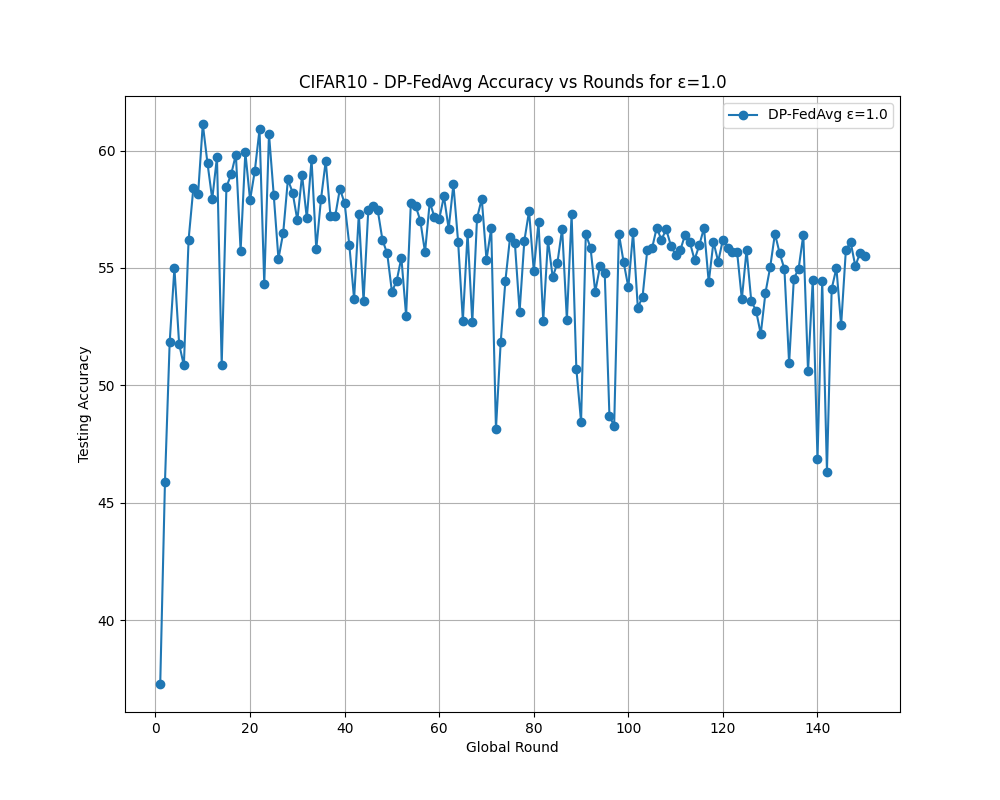 CIFAR10 - DP-FedAvg Accuracy vs Rounds for ε=1.0
DP-FedAvg ε=1.0
Testing Accuracy
60
55
50
45
40
0 20 40 60 80 100 120 140
Global Round